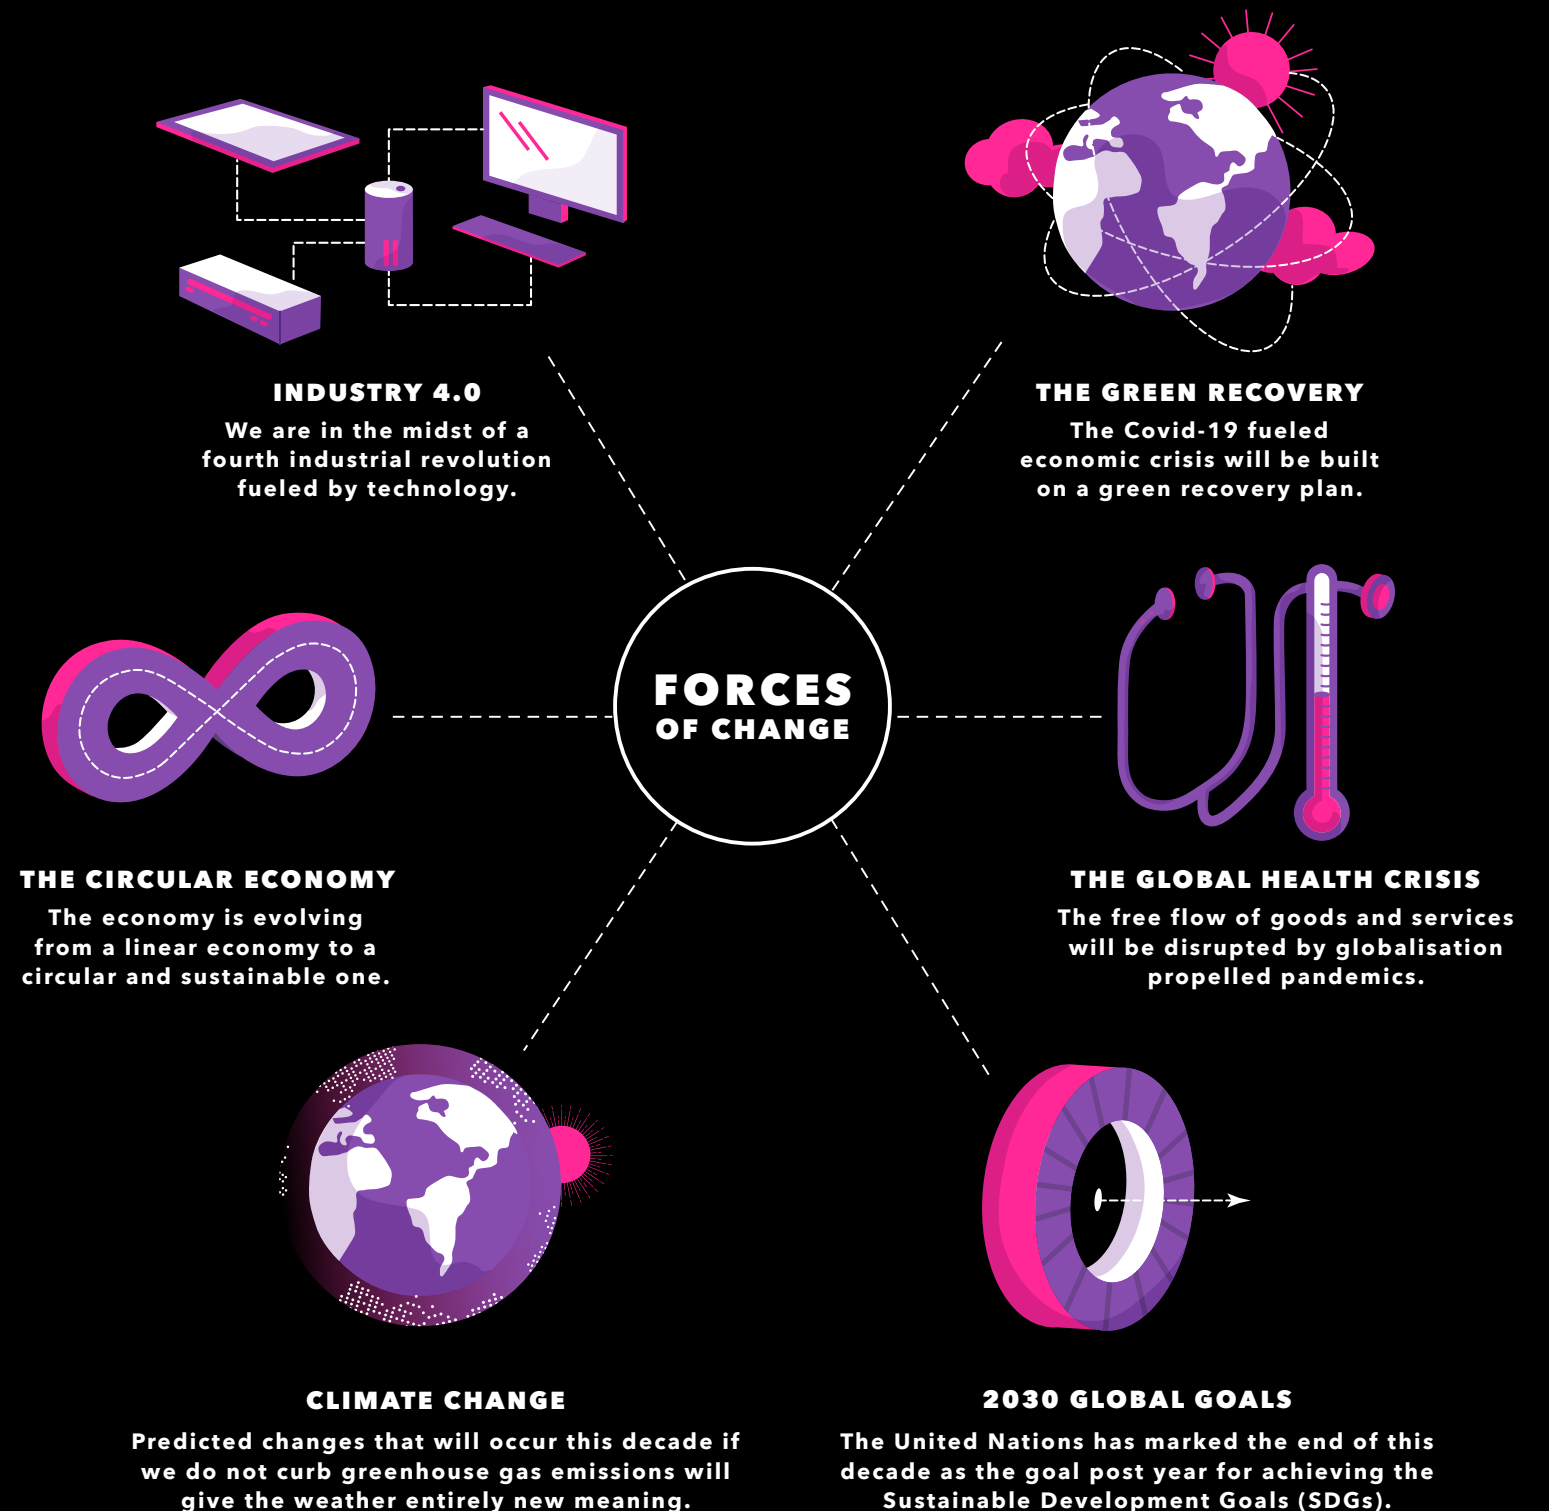 INDUSTRY 4.0
We are in the midst of a
fourth industrial revolution
fueled by technology.
THE GREEN RECOVERY
The Covid-19 fueled
economic crisis will be built
on a green recovery plan.
FORCES
OF CHANGE
THE CIRCULAR ECONOMY
The economy is evolving
from a linear economy to a
circular and sustainable one.
THE GLOBAL HEALTH CRISIS
The free flow of goods and services
will be disrupted by globalisation
propelled pandemics.
CLIMATE CHANGE
Predicted changes that will occur this decade if
we do not curb greenhouse gas emissions will
give the weather entirely new meaning.
2030 GLOBAL GOALS
The United Nations has marked the end of this
decade as the goal post year for achieving the
Sustainable Development Goals (SDGs).